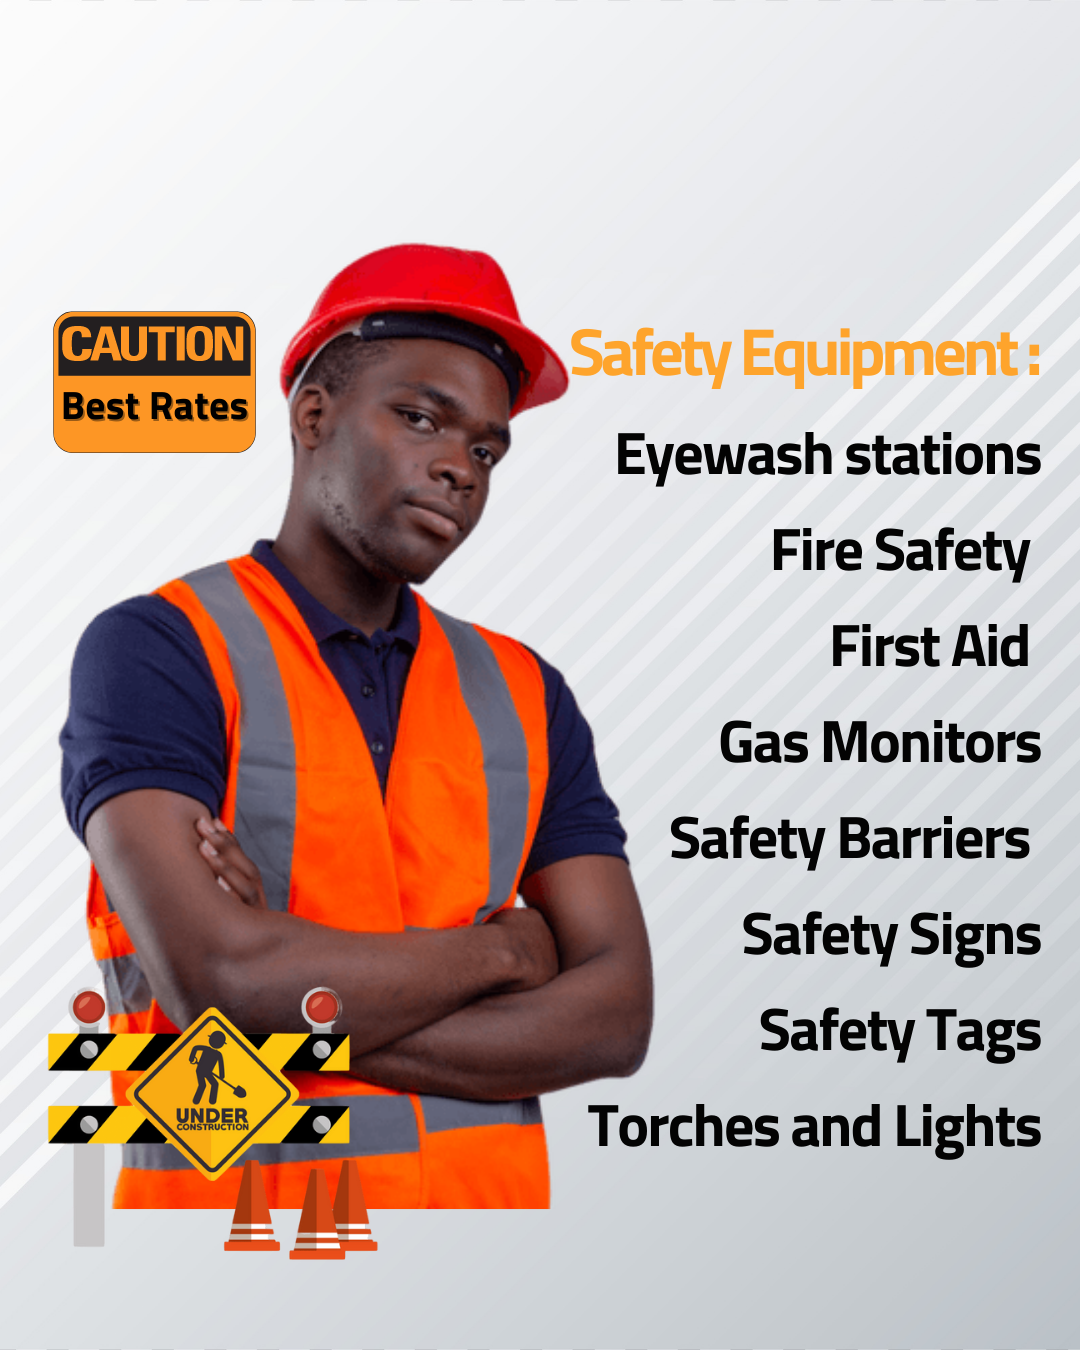 CAUTION
Best Rates
Safety Equipment :
Eyewash stations
Fire Safety
First Aid
Gas Monitors
Safety Barriers
Safety Signs
Safety Tags
Torches and Lights
UNDER
CONSTRUCTION